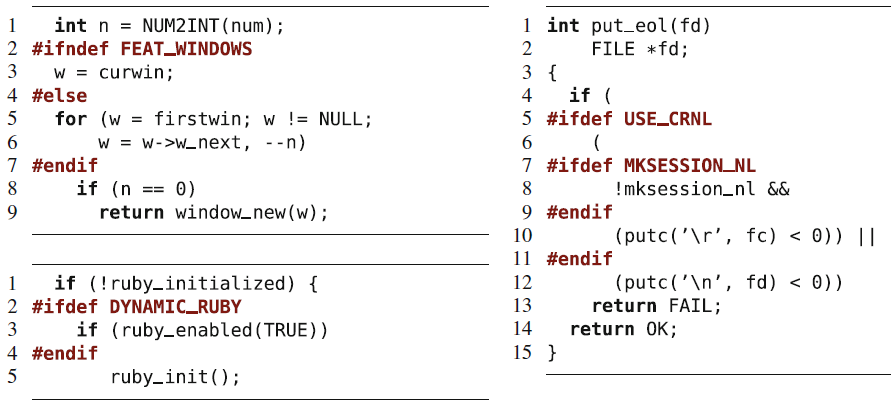 1 int n = NUM2INT(num);
2 #ifndef FEAT_WINDOWS
3 w = curwin;
4 #else
5 for (w = firstwin; w != NULL;
6 w = w->w_next, --n)
7 #endif
8 if (n == 0)
9 return window_new(w);
1 if (!ruby_initialized) {
2 #ifdef DYNAMIC_RUBY
3 if (ruby_enabled(TRUE))
4 #endif
5 ruby_init();
1 int put_eol(fd)
2 FILE *fd;
3 {
4 if (
5 #ifdef USE_CRNL
6 (
7 #ifdef MKSESSION_NL
8 !mksession_nl &&
9 #endif
10 (putc('\r', fc) < 0)) ||
11 #endif
12 (putc('\n', fd) < 0))
13 return FAIL;
14 return OK;
15 }